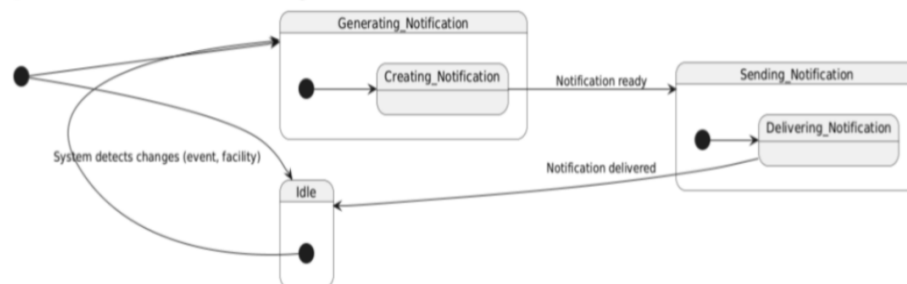 Generating_Notification
Creating_Notification
Notification ready
Sending_Notification
Delivering_Notification
System detects changes (event, facility)
Notification delivered
Idle